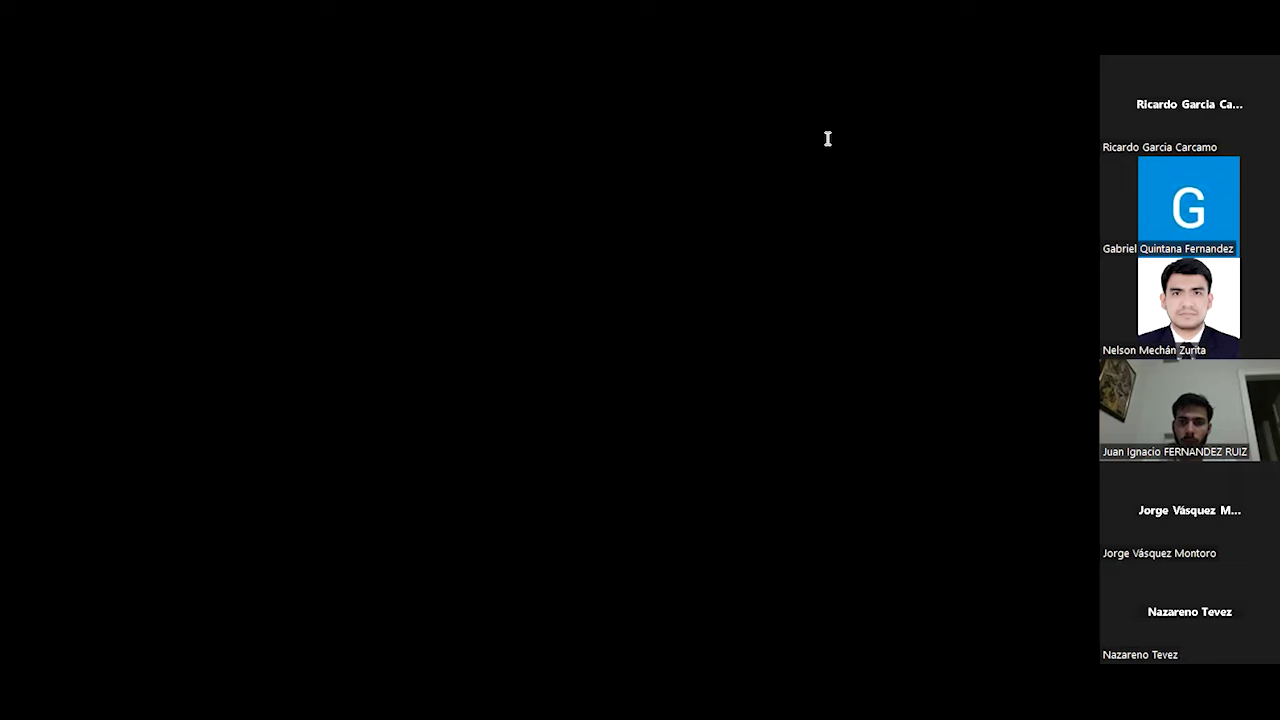 Ricardo Garcia Ca...
Ricardo Garcia Carcamo
G
Gabriel Quintana Fernandez
Nelson Mechán Zurita
Juan Ignacio FERNANDEZ RUIZ
Jorge Vásquez M...
Jorge Vásquez Montoro
Nazareno Tevez
Nazareno Tevez